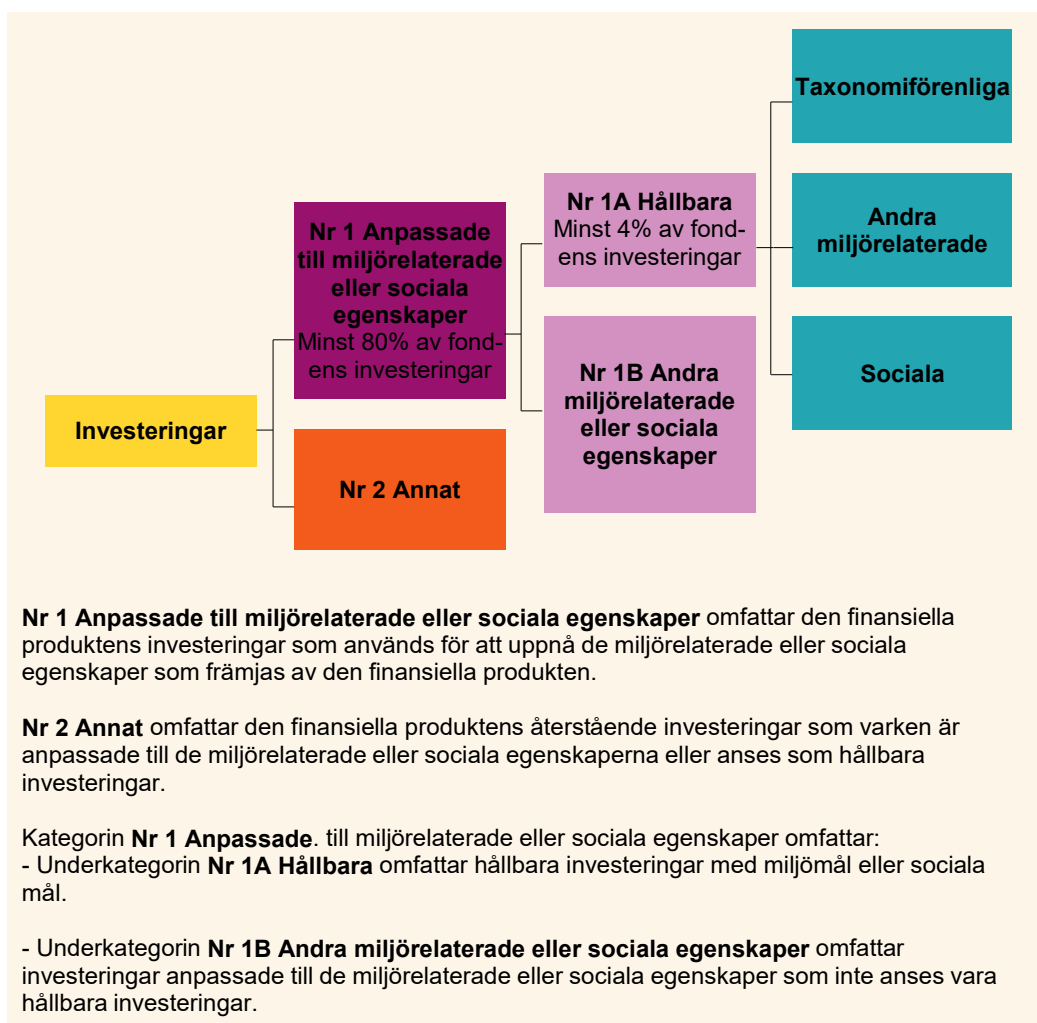 Taxonomiförenliga
Nr 1A Hållbara
Minst 4% av fond-
ens investeringar
Andra
miljörelaterade
Nr 1 Anpassade
till miljörelaterade
eller sociala
egenskaper
Minst 80% av fond-
ens investeringar
Nr 1B Andra
miljörelaterade
eller sociala
egenskaper
Sociala
Investeringar
Nr 2 Annat
Nr 1 Anpassade till miljörelaterade eller sociala egenskaper omfattar den finansiella
produktens investeringar som används för att uppnå de miljörelaterade eller sociala
egenskaper som främjas av den finansiella produkten.
Nr 2 Annat omfattar den finansiella produktens återstående investeringar som varken är
anpassade till de miljörelaterade eller sociala egenskaperna eller anses som hållbara
investeringar.
Kategorin Nr 1 Anpassade. till miljörelaterade eller sociala egenskaper omfattar:
- Underkategorin Nr 1A Hållbara omfattar hållbara investeringar med miljömål eller sociala
mål.
- Underkategorin Nr 1B Andra miljörelaterade eller sociala egenskaper omfattar
investeringar anpassade till de miljörelaterade eller sociala egenskaper som inte anses vara
hållbara investeringar.